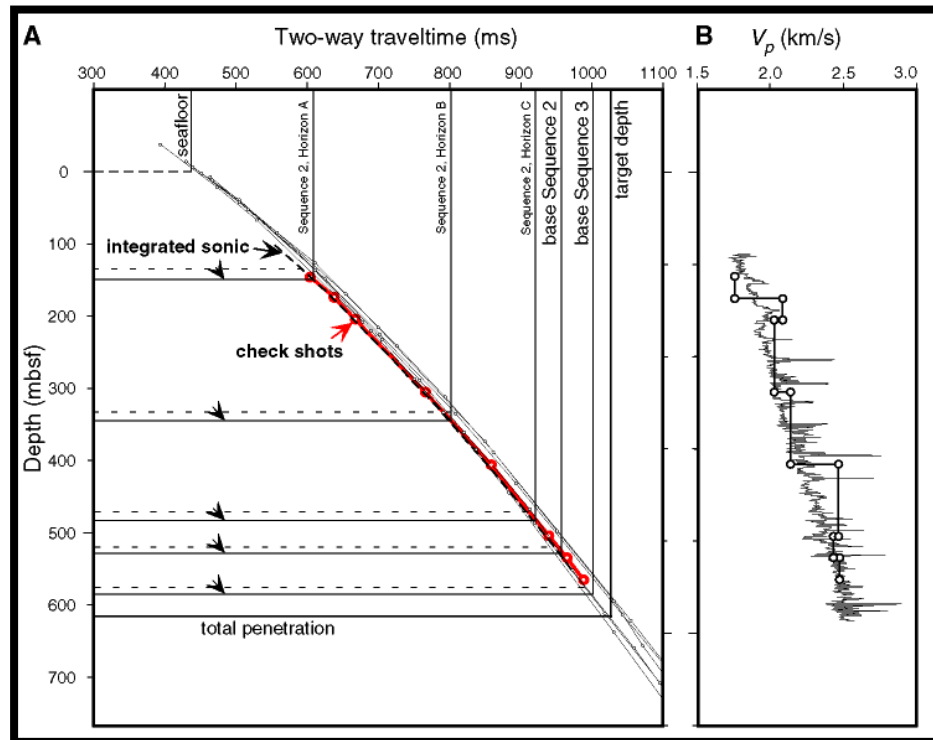 A
Two-way traveltime (ms)
300 400 500 600 700 800 900 1000 1100
B
Vp (km/s)
1.5 2.0 2.5 3.0
Depth (mbsf)
0
100
200
300
400
500
600
700
seafloor
Sequence 2, Horizon A
Sequence 2, Horizon B
Sequence 2, Horizon C
base Sequence 2
base Sequence 3
target depth
integrated sonic
check shots
total penetration